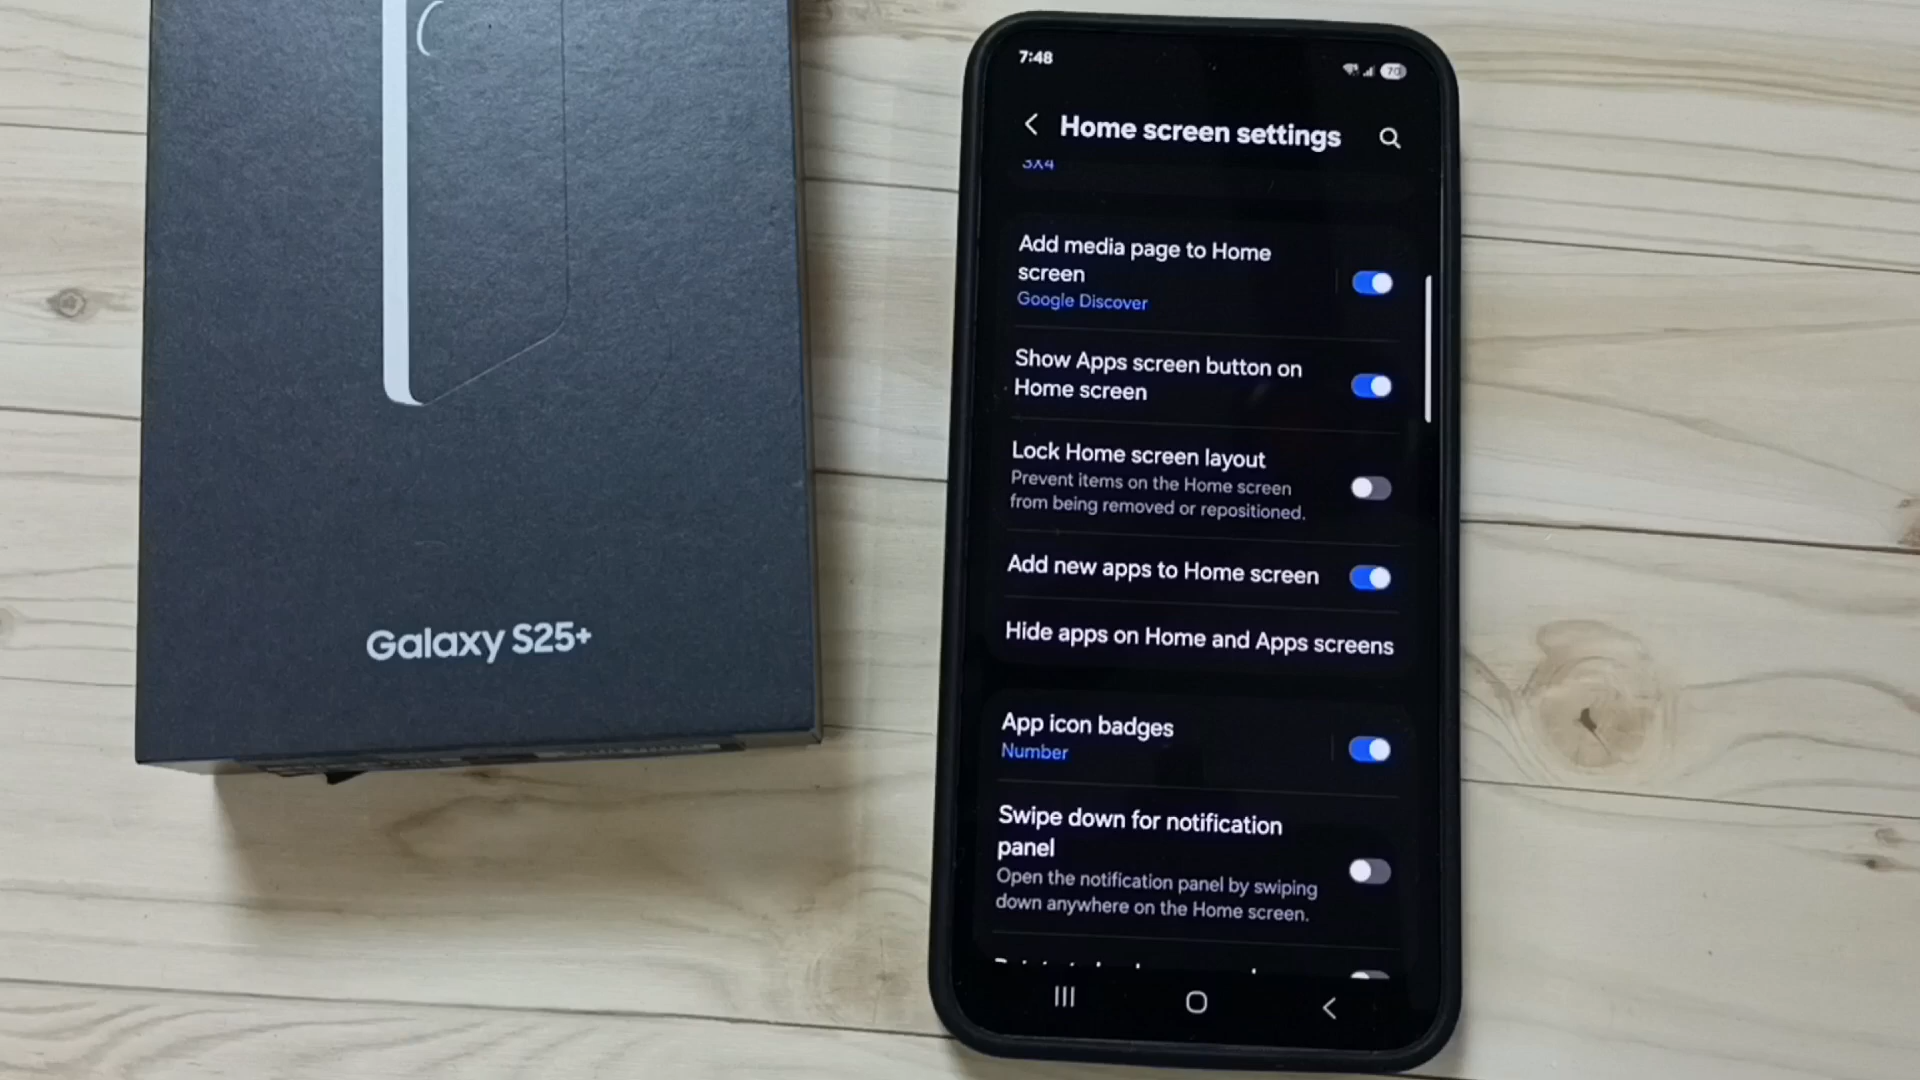 Galaxy S25+
7:48
70
Home screen settings
3X4
Add media page to Home
screen
Google Discover
Show Apps screen button on
Home screen
Lock Home screen layout
Prevent items on the Home screen
from being removed or repositioned.
Add new apps to Home screen
Hide apps on Home and Apps screens
App icon badges
Number
Swipe down for notification
panel
Open the notification panel by swiping
down anywhere on the Home screen.